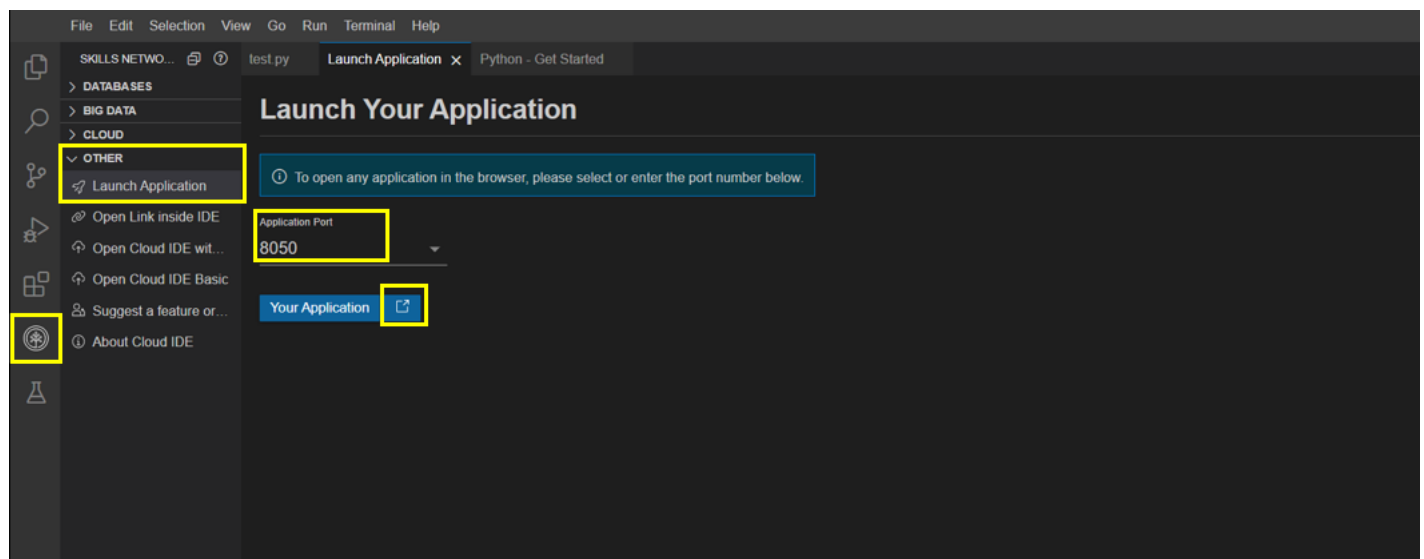 File Edit Selection View Go Run Terminal Help
SKILLS NETWO...
test.py Launch Application Python - Get Started
DATABASES
BIG DATA
CLOUD
OTHER
Launch Application
Open Link inside IDE
Open Cloud IDE wit...
Open Cloud IDE Basic
Suggest a feature or...
About Cloud IDE
Launch Your Application
To open any application in the browser, please select or enter the port number below.
Application Port
8050
Your Application